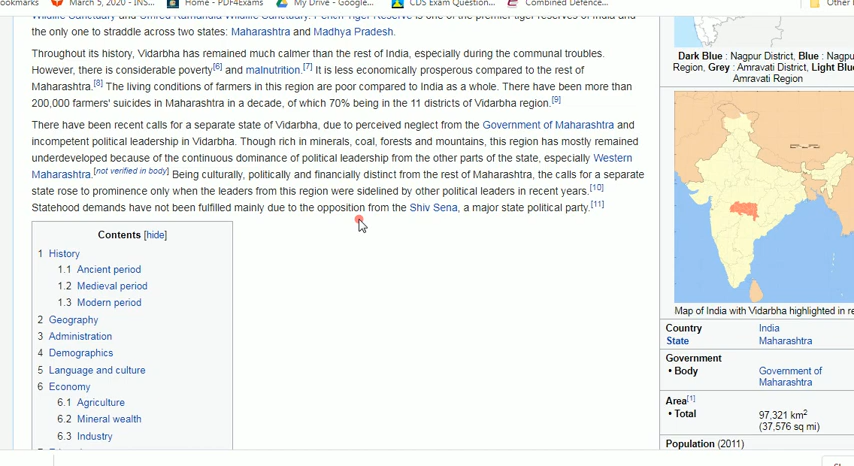 ookmarks
March 5, 2020 - INS...
Home - PDF4Exams
My Drive - Google...
CDS Exam Question...
Combined Defence...
Other
the only one to straddle across two states: Maharashtra and Madhya Pradesh.
Throughout its history, Vidarbha has remained much calmer than the rest of India, especially during the communal troubles.
However, there is considerable poverty[6] and malnutrition.[7] It is less economically prosperous compared to the rest of
Maharashtra.[8] The living conditions of farmers in this region are poor compared to India as a whole. There have been more than
200,000 farmers' suicides in Maharashtra in a decade, of which 70% being in the 11 districts of Vidarbha region.[9]
There have been recent calls for a separate state of Vidarbha, due to perceived neglect from the Government of Maharashtra and
incompetent political leadership in Vidarbha. Though rich in minerals, coal, forests and mountains, this region has mostly remained
underdeveloped because of the continuous dominance of political leadership from the other parts of the state, especially Western
Maharashtra.[not verified in body] Being culturally, politically and financially distinct from the rest of Maharashtra, the calls for a separate
state rose to prominence only when the leaders from this region were sidelined by other political leaders in recent years.[10]
Statehood demands have not been fulfilled mainly due to the opposition from the Shiv Sena, a major state political party.[11]
Contents [hide]
1 History
1.1 Ancient period
1.2 Medieval period
1.3 Modern period
2 Geography
3 Administration
4 Demographics
5 Language and culture
6 Economy
6.1 Agriculture
6.2 Mineral wealth
6.3 Industry
Dark Blue : Nagpur District, Blue : Nagpu
Region, Grey : Amravati District, Light Blue
Amravati Region
Map of India with Vidarbha highlighted in re
Country India
State Maharashtra
Government
• Body Government of
Maharashtra
Area[1]
• Total 97,321 km2
(37,576 sq mi)
Population (2011)